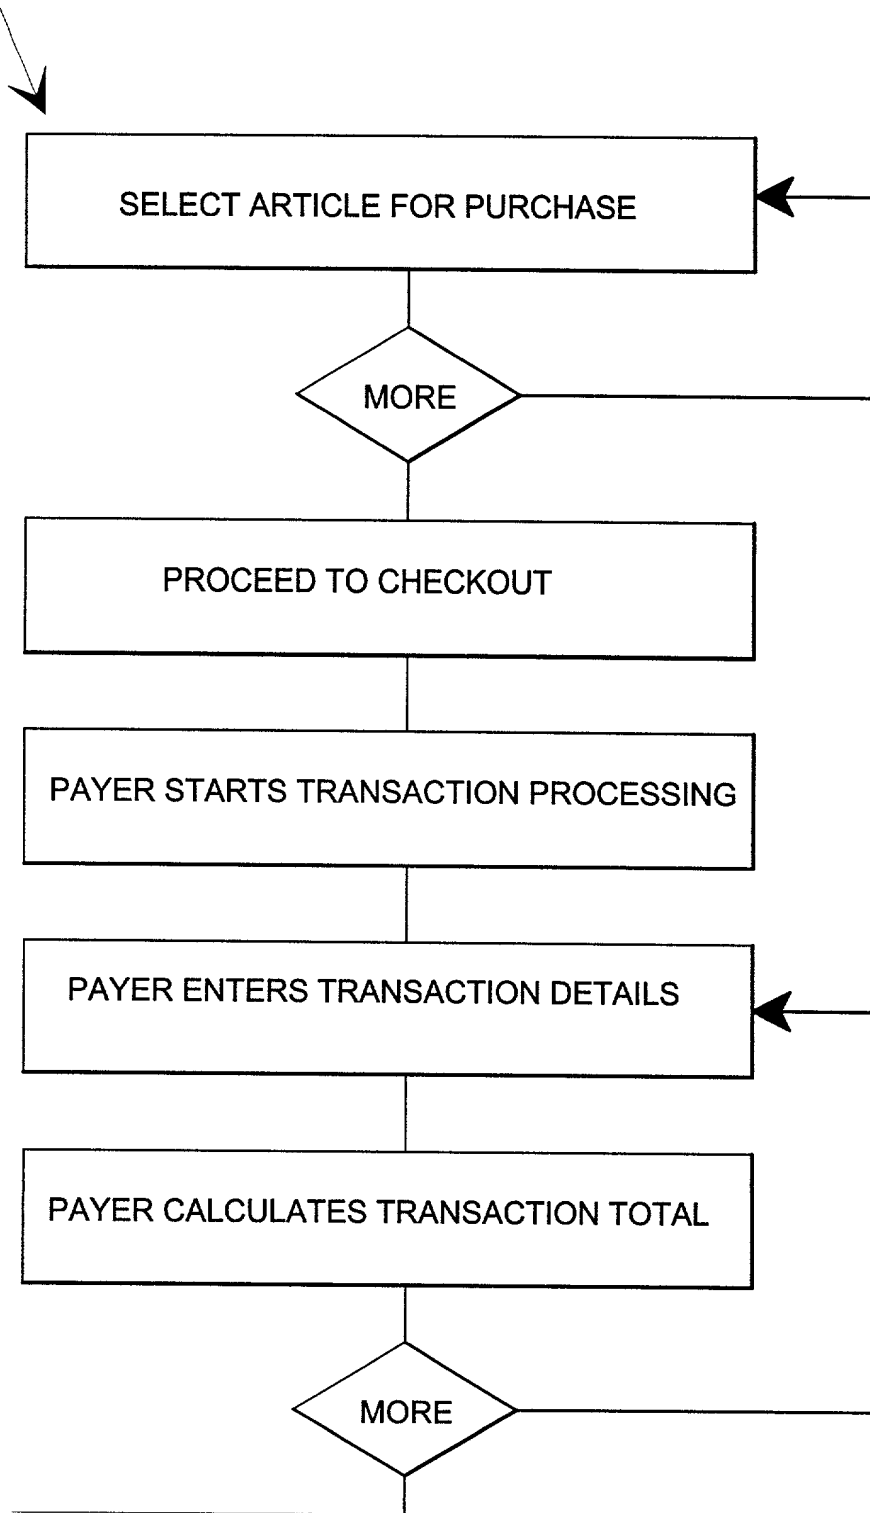 SELECT ARTICLE FOR PURCHASE
MORE
PROCEED TO CHECKOUT
PAYER STARTS TRANSACTION PROCESSING
PAYER ENTERS TRANSACTION DETAILS
PAYER CALCULATES TRANSACTION TOTAL
MORE